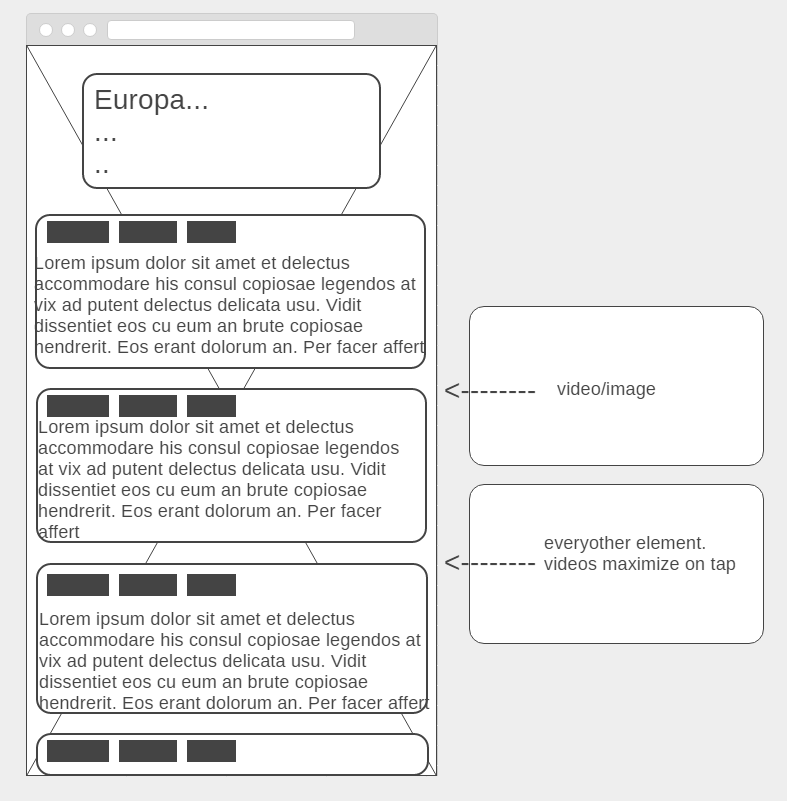 Europa...
...
..
Lorem ipsum dolor sit amet et delectus
accommodare his consul copiosae legendos at
vix ad putent delectus delicata usu. Vidit
dissentiet eos cu eum an brute copiosae
hendrerit. Eos erant dolorum an. Per facer affert
Lorem ipsum dolor sit amet et delectus
accommodare his consul copiosae legendos
at vix ad putent delectus delicata usu. Vidit
dissentiet eos cu eum an brute copiosae
hendrerit. Eos erant dolorum an. Per facer
affert
Lorem ipsum dolor sit amet et delectus
accommodare his consul copiosae legendos at
vix ad putent delectus delicata usu. Vidit
dissentiet eos cu eum an brute copiosae
hendrerit. Eos erant dolorum an. Per facer affert
<-------- video/image
<-------- everyother element.
videos maximize on tap